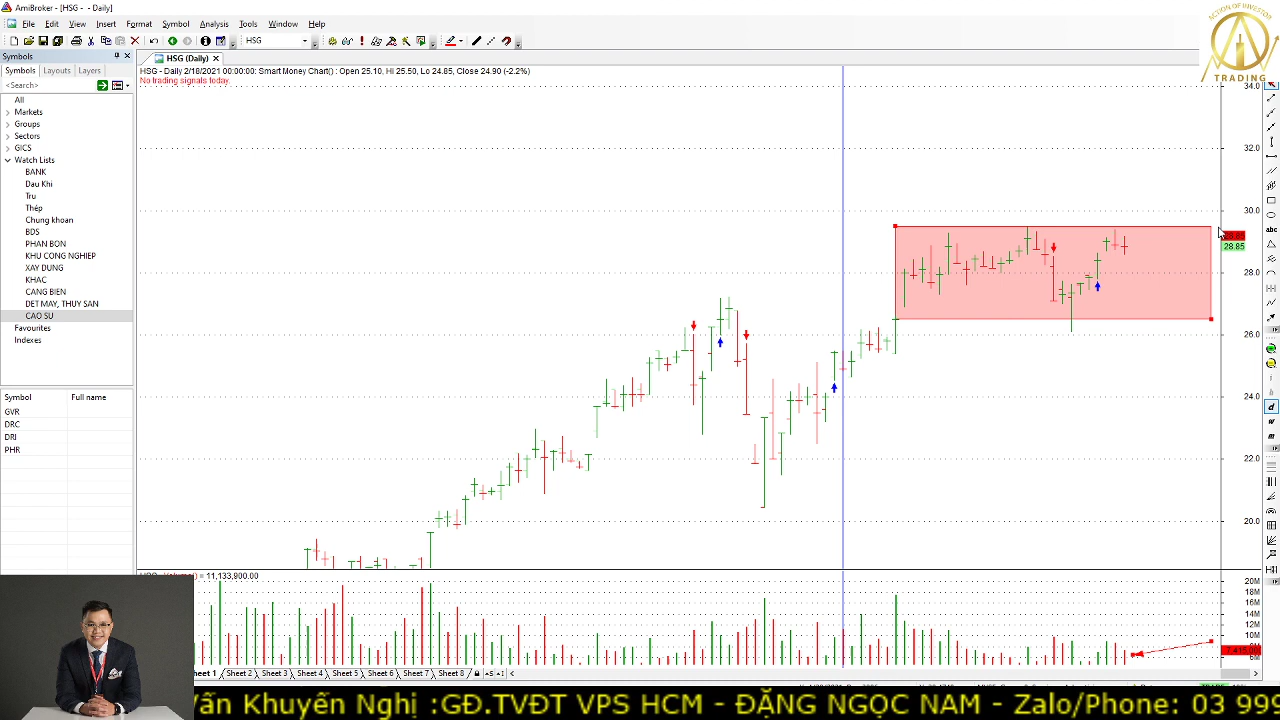 AmiBroker - [HSG - - Daily]
File Edit View Insert Format Symbol Analysis Tools Window Help
HSG
Symbols
HSG (Daily)
Symbols Layouts Layers
<Search>
HSG - Daily 2/18/2021 00:00:00: Smart Money Chart() : Open 25.10, Hi 25.50, Lo 24.85, Close 24.90 (-2.2%)
No trading signals today.
ACTION OF INVESTOR
TRADING
All
Markets
Groups
Sectors
GICS
Watch Lists
BANK
Dau Khi
Tru
Thép
Chung khoan
BDS
PHAN BON
KHU CONG NGHIEP
XAY DUNG
KHAC
CANG BIEN
DET MAY, THUY SAN
CAO SU
Favourites
Indexes
34.0
32.0
30.0
28.85
28.0
26.0
24.0
22.0
20.0
abc
d
w
m
Symbol Full name
GVR
DRC
DRI
PHR
= 11,133,900.00
20M
18M
16M
14M
12M
10M
8M
Sheet 2 Sheet 3 Sheet 4 Sheet 5 Sheet 6 Sheet 7 Sheet 8
Khuyến Nghị :GĐ.TVĐT VPS HCM - ĐẶNG NGỌC NAM - Zalo/Phone: 03 999